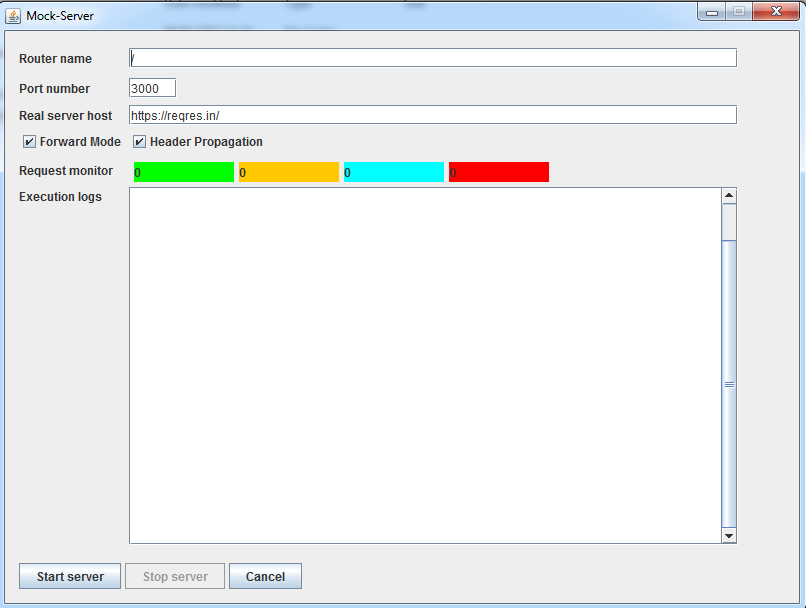 Mock-Server
Router name /
Port number 3000
Real server host https://reqres.in/
Forward Mode Header Propagation
Request monitor 0 0 0 0
Execution logs
Start server Stop server Cancel